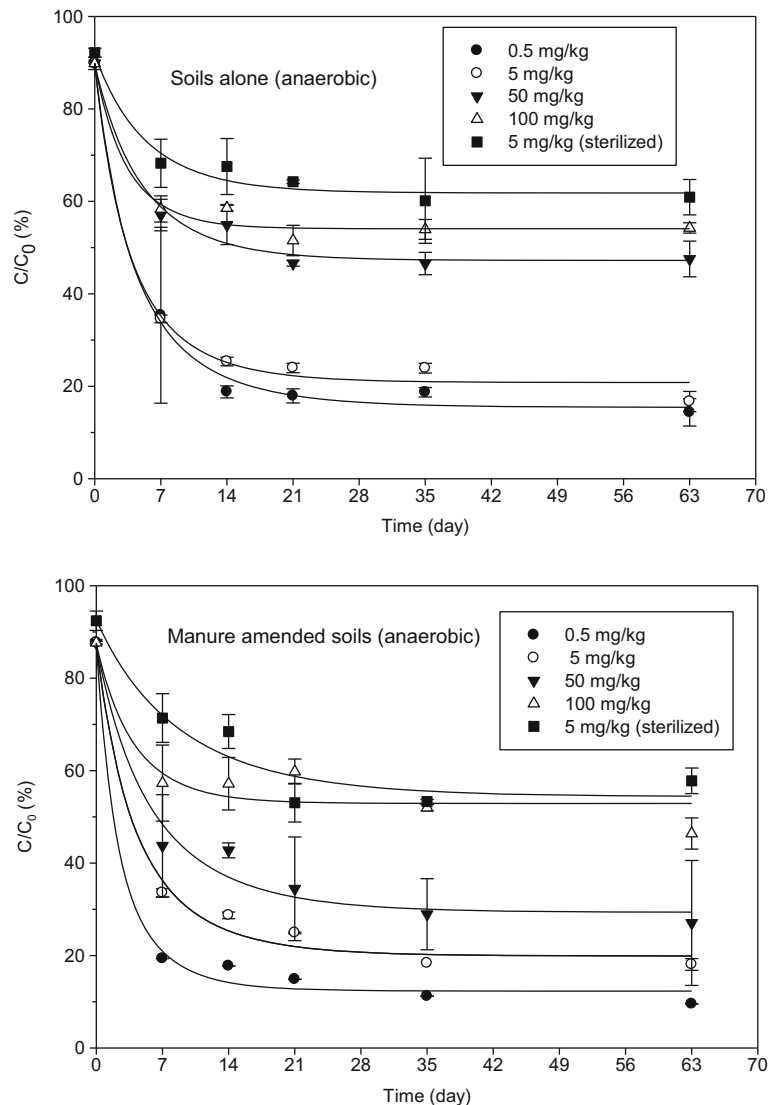 100
80
60
40
20
0
C/C0 (%)
Soils alone (anaerobic)
0.5 mg/kg
5 mg/kg
50 mg/kg
100 mg/kg
5 mg/kg (sterilized)
0 7 14 21 28 35 42 49 56 63 70
Time (day)
100
80
60
40
20
0
C/C0 (%)
Manure amended soils (anaerobic)
0.5 mg/kg
5 mg/kg
50 mg/kg
100 mg/kg
5 mg/kg (sterilized)
0 7 14 21 28 35 42 49 56 63 70
Time (day)